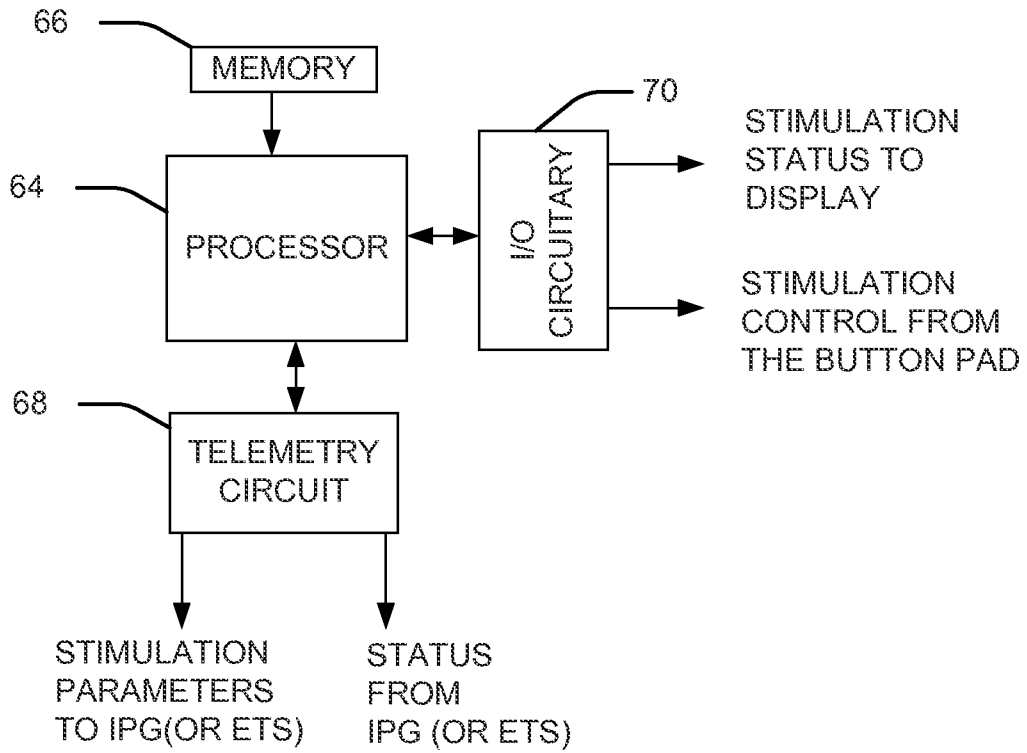 66
MEMORY
70
64
PROCESSOR
I/O
CIRCUITARY
STIMULATION
STATUS TO
DISPLAY
STIMULATION
CONTROL FROM
THE BUTTON PAD
68
TELEMETRY
CIRCUIT
STIMULATION
PARAMETERS
TO IPG(OR ETS)
STATUS
FROM
IPG (OR ETS)